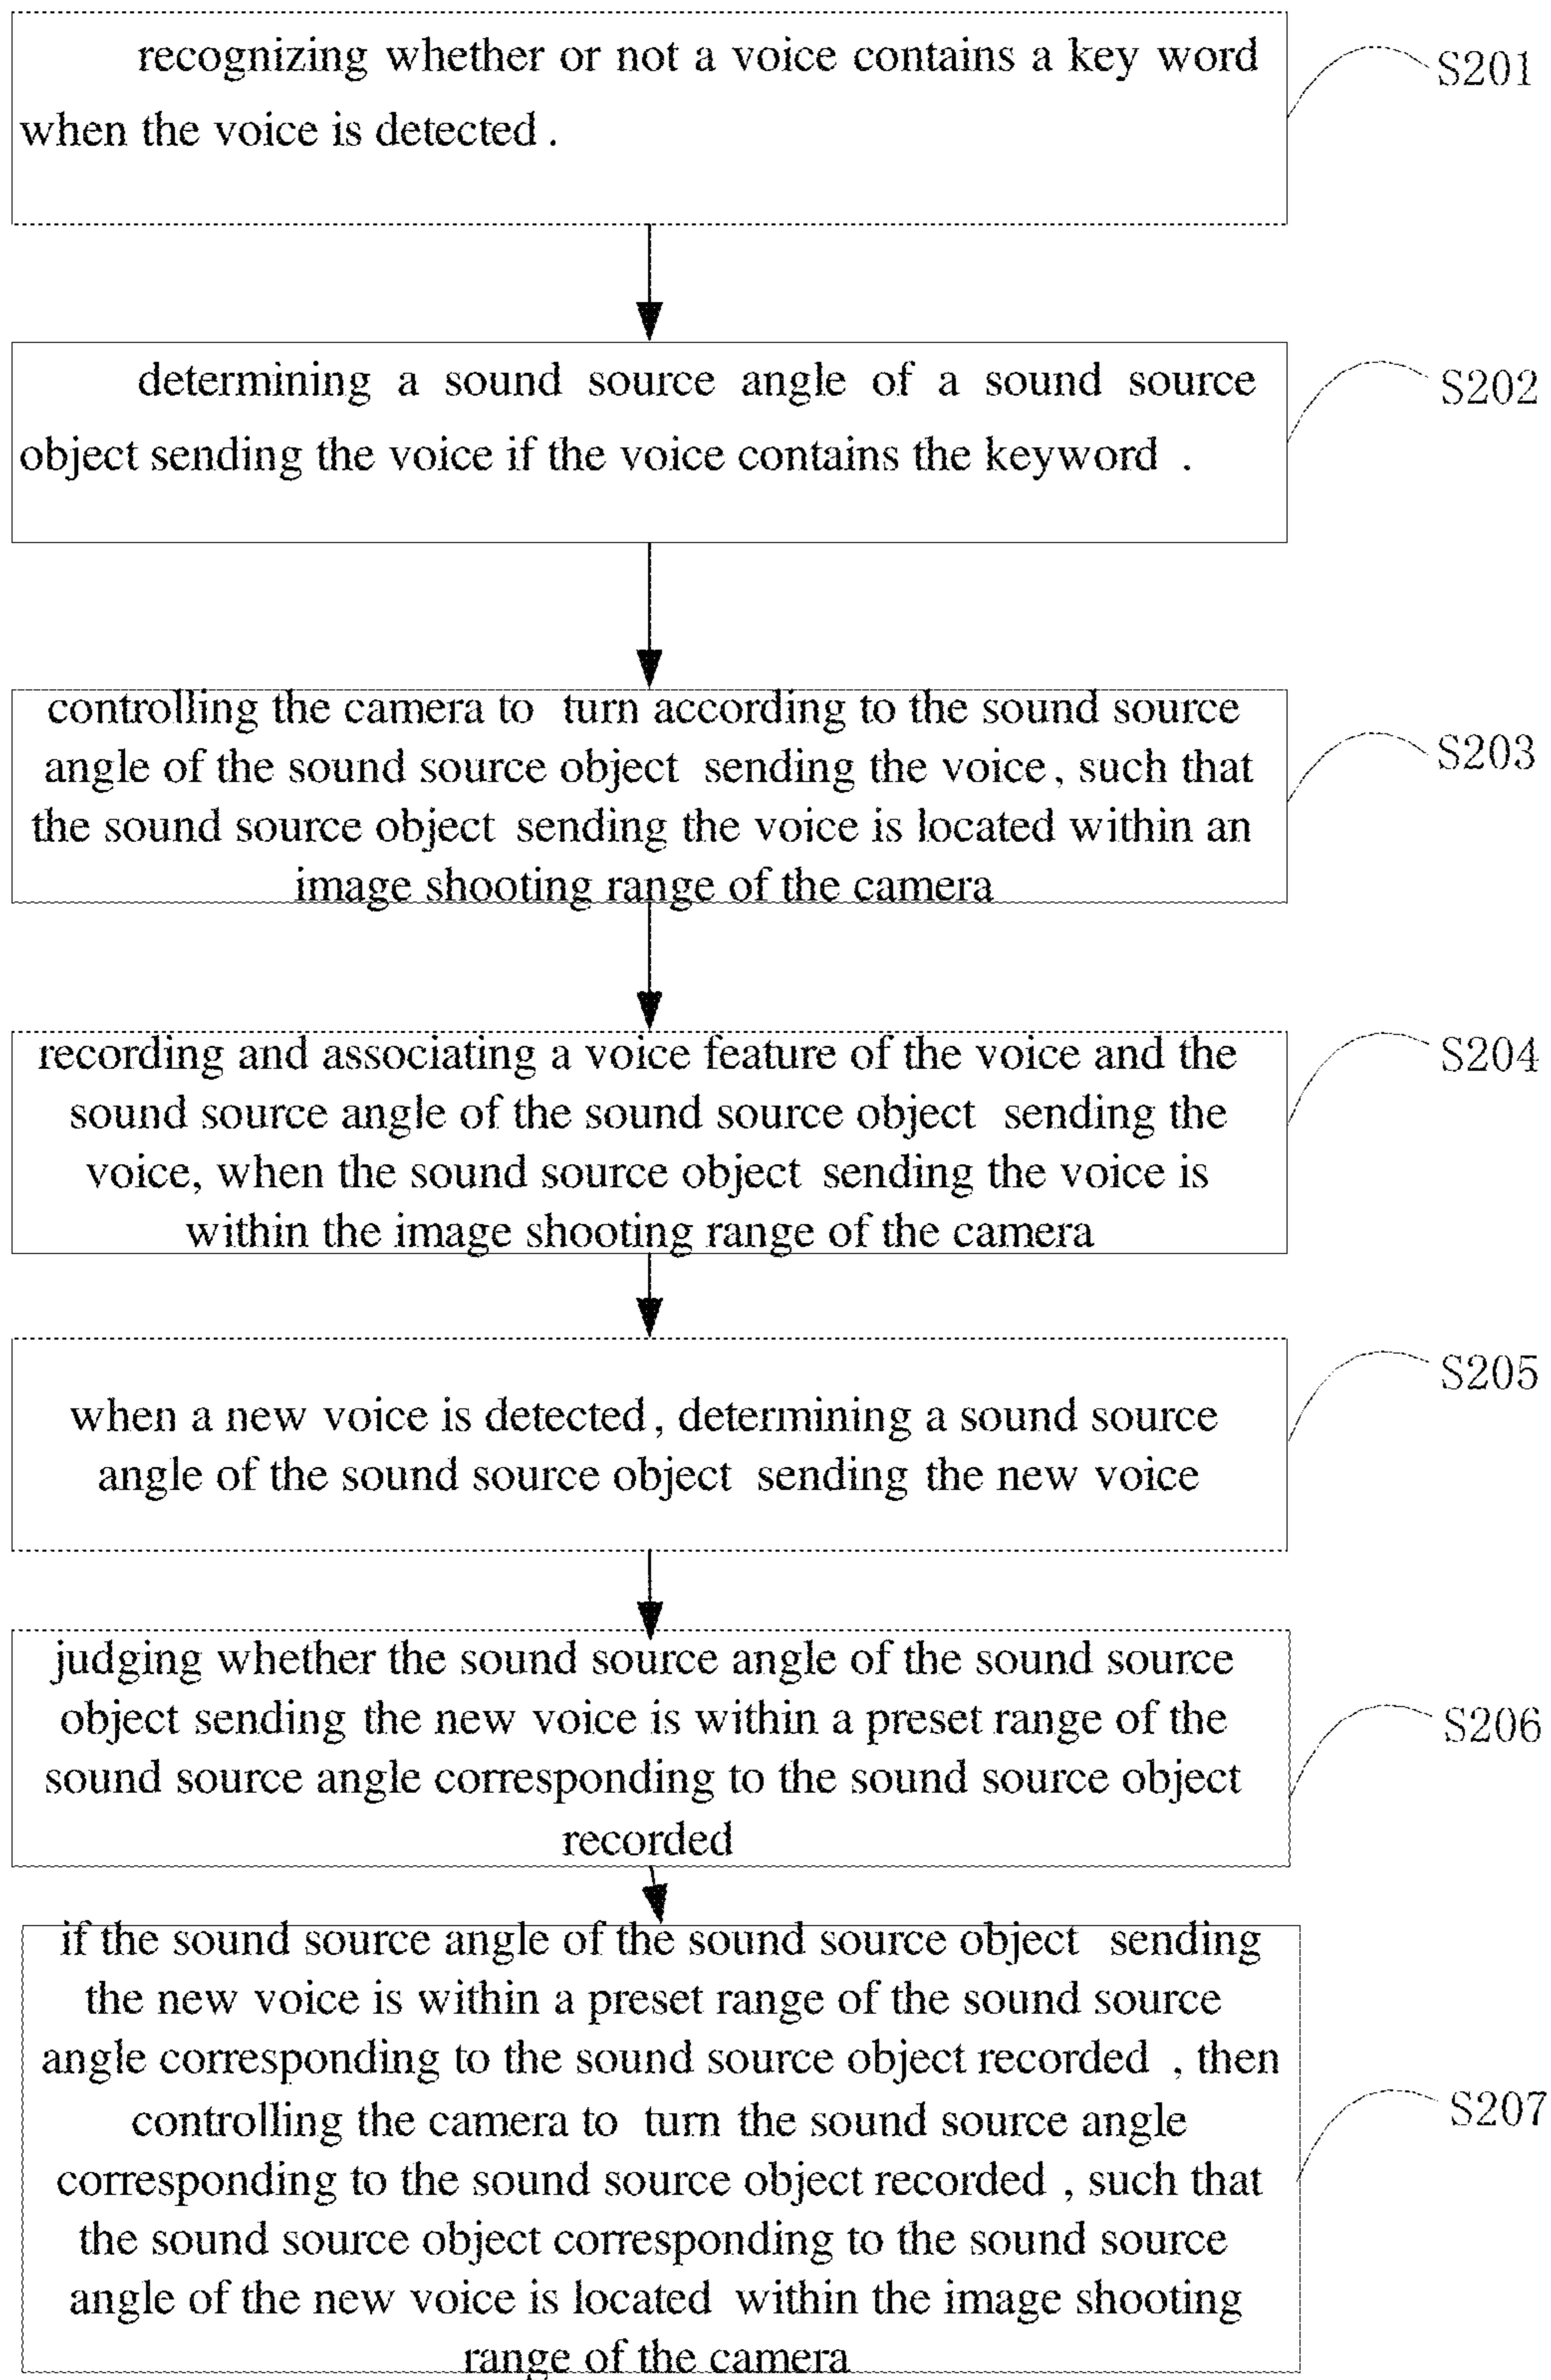 recognizing whether or not a voice contains a key word
when the voice is detected .
S201
determining a sound source angle of a sound source
object sending the voice if the voice contains the keyword .
S202
controlling the camera to turn according to the sound source
angle of the sound source object sending the voice, such that
the sound source object sending the voice is located within an
image shooting range of the camera
S203
recording and associating a voice feature of the voice and the
sound source angle of the sound source object sending the
voice, when the sound source object sending the voice is
within the image shooting range of the camera
S204
when a new voice is detected, determining a sound source
angle of the sound source object sending the new voice
S205
judging whether the sound source angle of the sound source
object sending the new voice is within a preset range of the
sound source angle corresponding to the sound source object
recorded
S206
if the sound source angle of the sound source object sending
the new voice is within a preset range of the sound source
angle corresponding to the sound source object recorded , then
controlling the camera to turn the sound source angle
corresponding to the sound source object recorded , such that
the sound source object corresponding to the sound source
angle of the new voice is located within the image shooting
range of the camera
S207